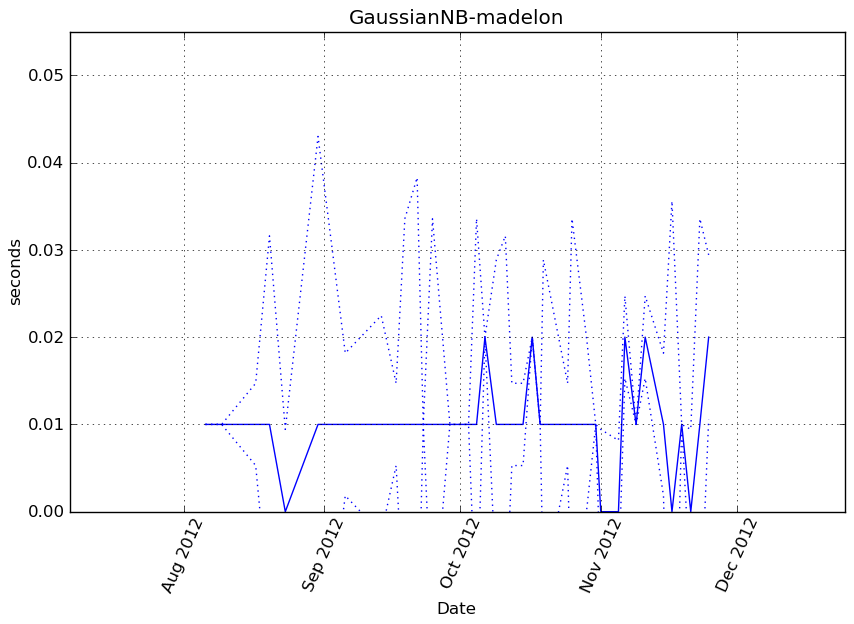 GaussianNB-madelon
0.05
0.04
0.03
0.02
0.01
0.00
seconds
Aug 2012
Sep 2012
Oct 2012
Nov 2012
Dec 2012
Date